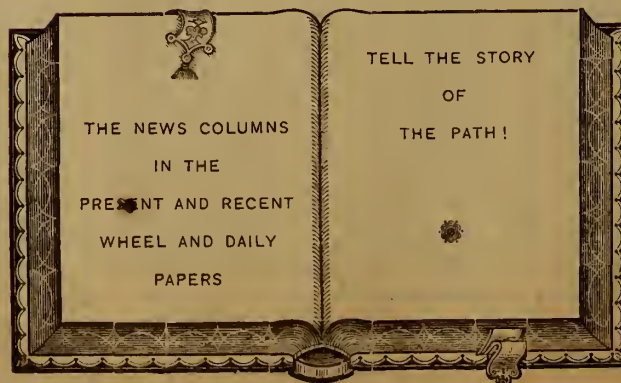 THE NEWS COLUMNS
IN THE
PRESENT AND RECENT
WHEEL AND DAILY
PAPERS
TELL THE STORY
OF
THE PATH!